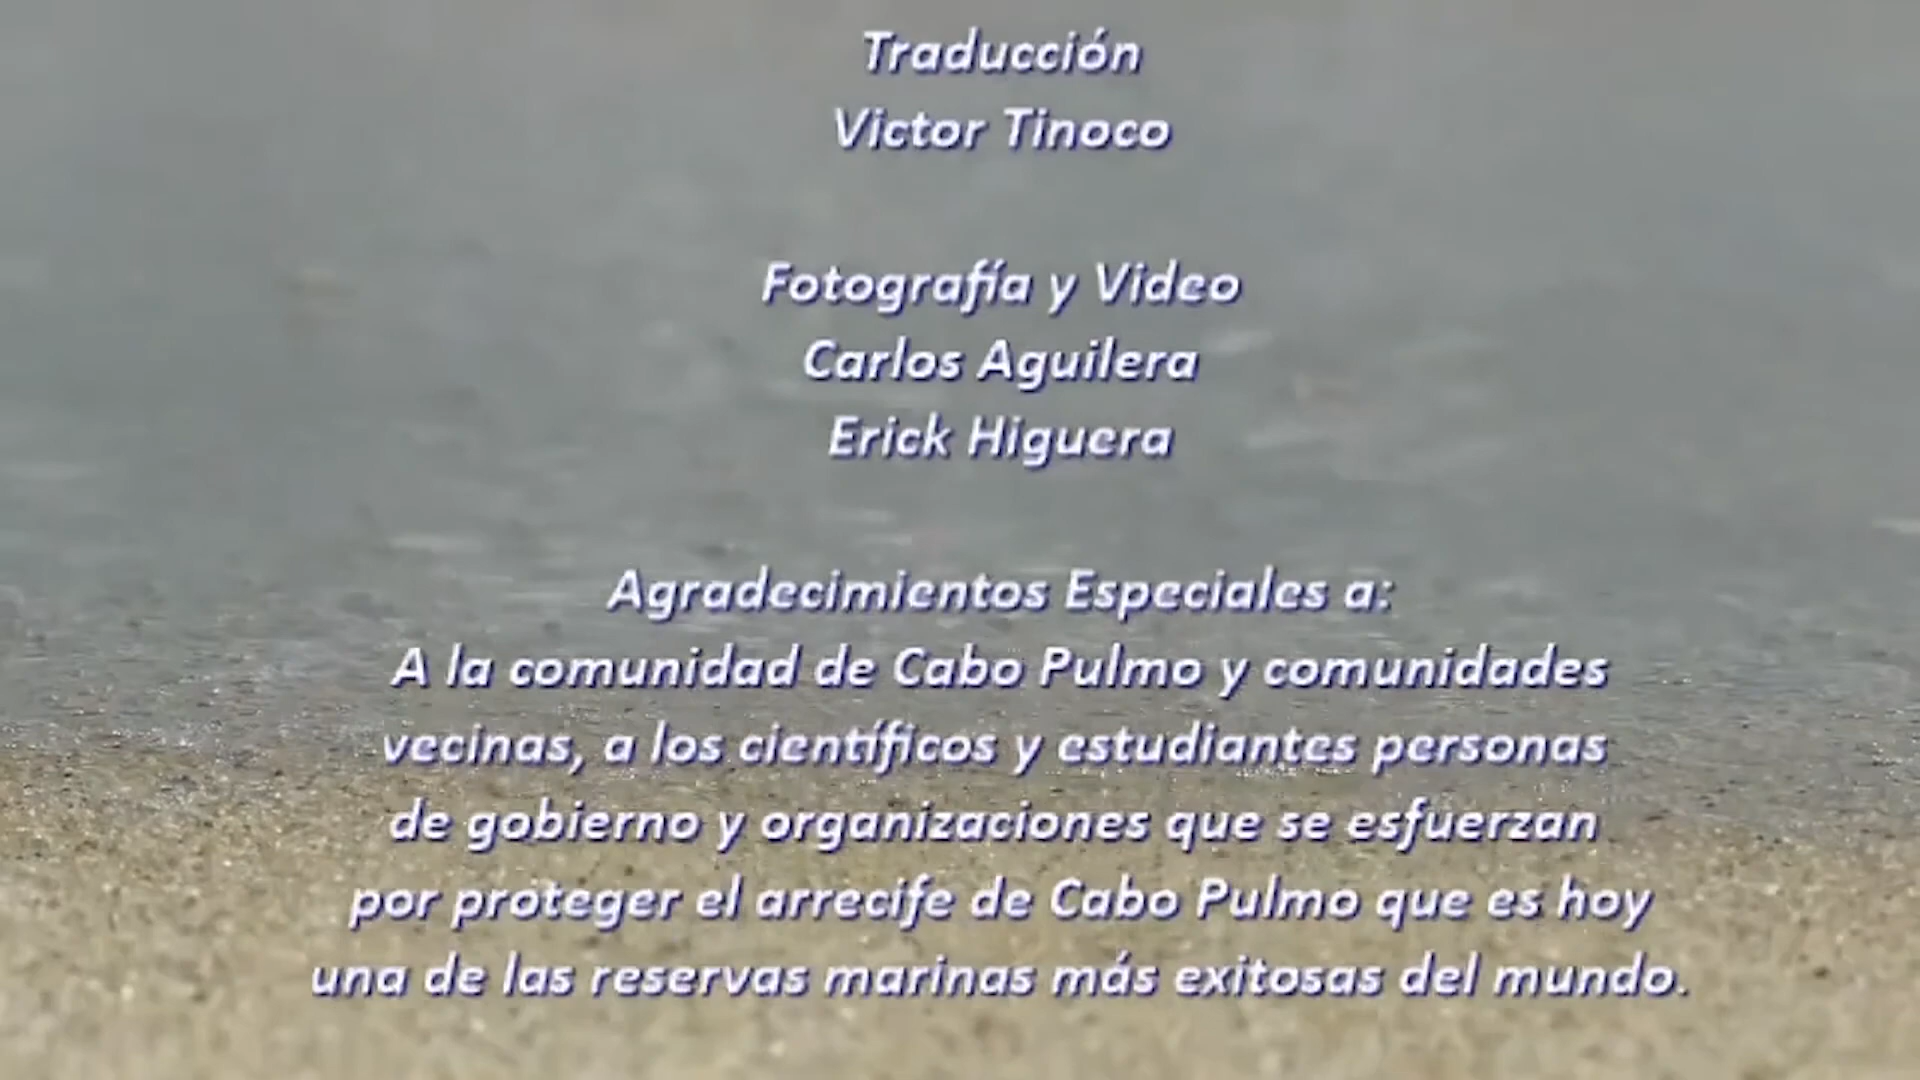 Traducción
Victor Tinoco
Fotografía y Video
Carlos Aguilera
Erick Higuera
Agradecimientos Especiales a:
A la comunidad de Cabo Pulmo y comunidades
vecinas, a los científicos y estudiantes personas
de gobierno y organizaciones que se esfuerzan
por proteger el arrecife de Cabo Pulmo que es hoy
una de las reservas marinas más exitosas del mundo.